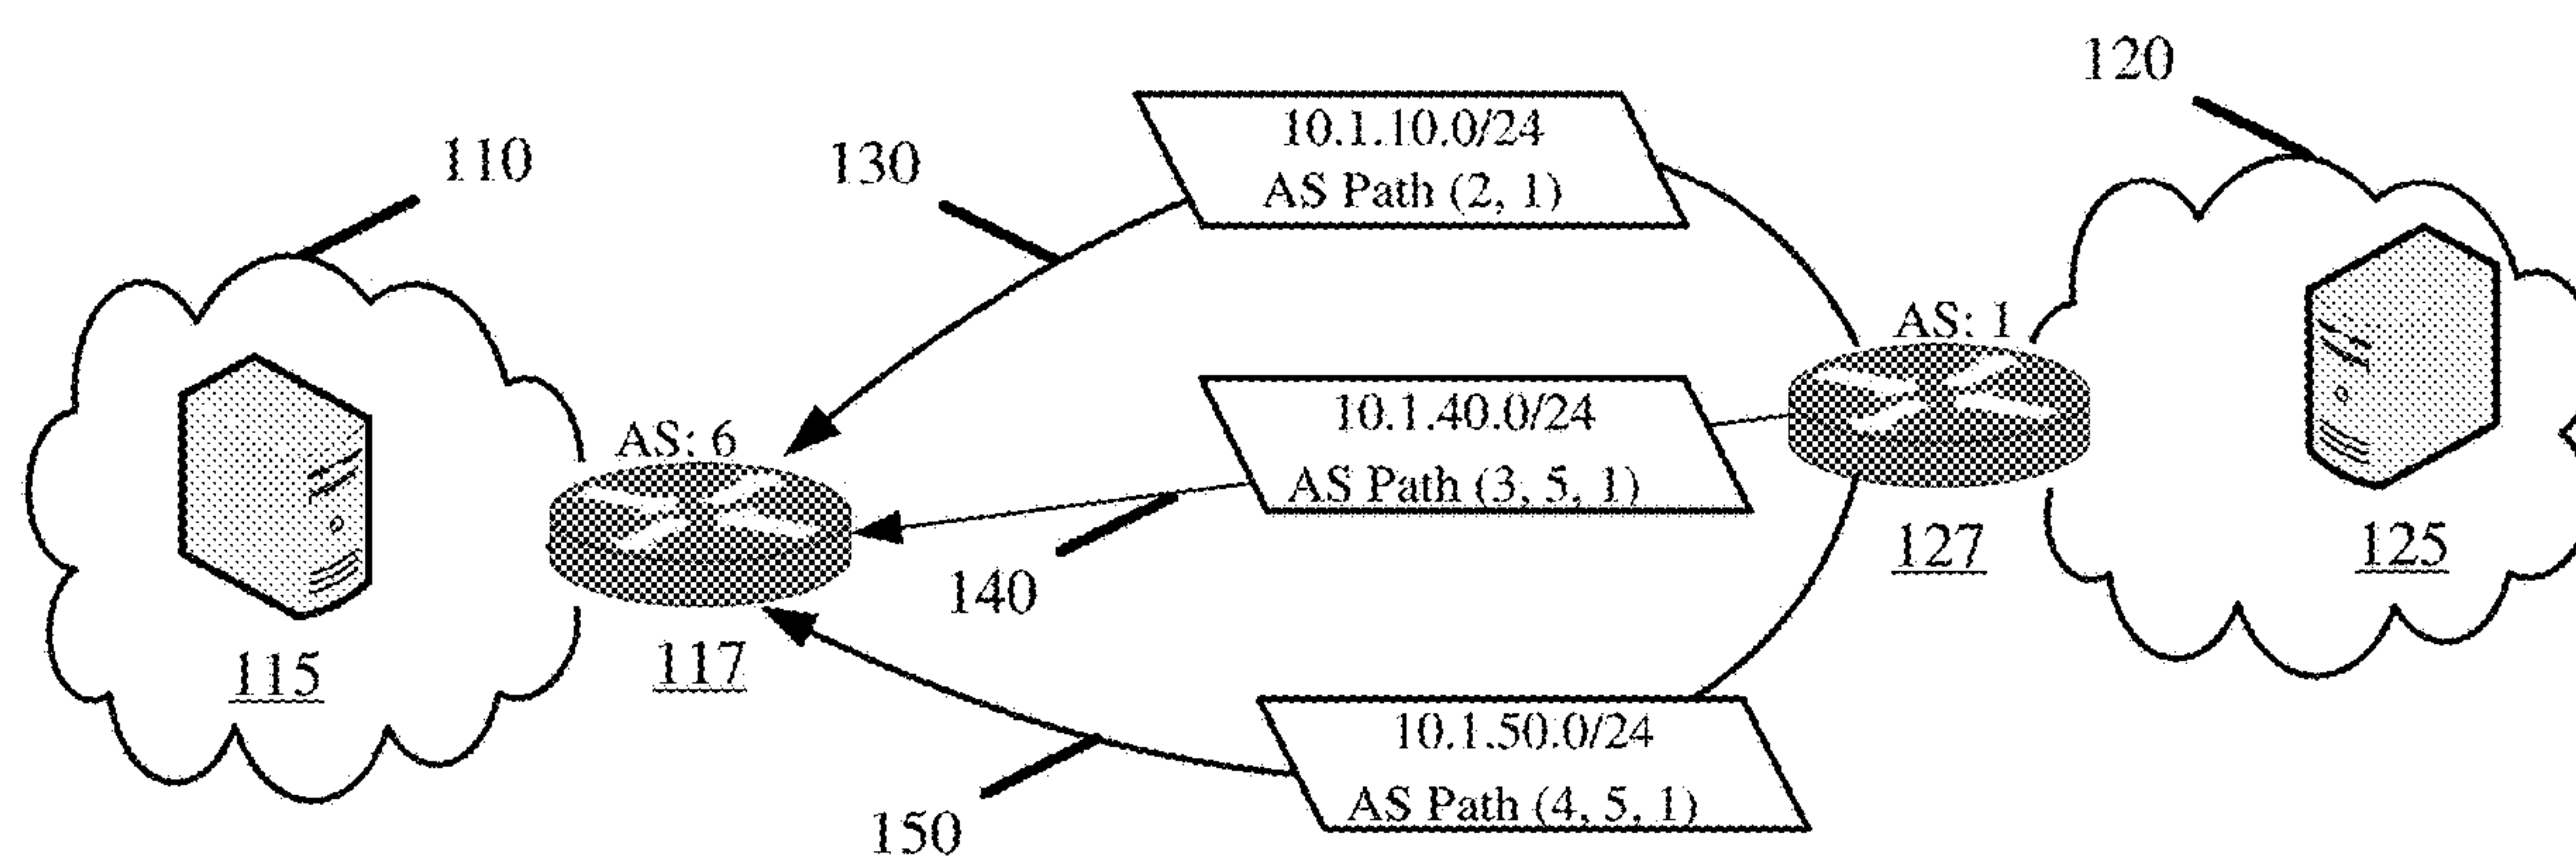 120
10.1.10.0/24
AS Path (2, 1)
110
130
AS: 1
10.1.40.0/24
AS Path (3, 5, 1)
AS: 6
127
125
140
117
115
10.1.50.0/24
AS Path (4, 5, 1)
150